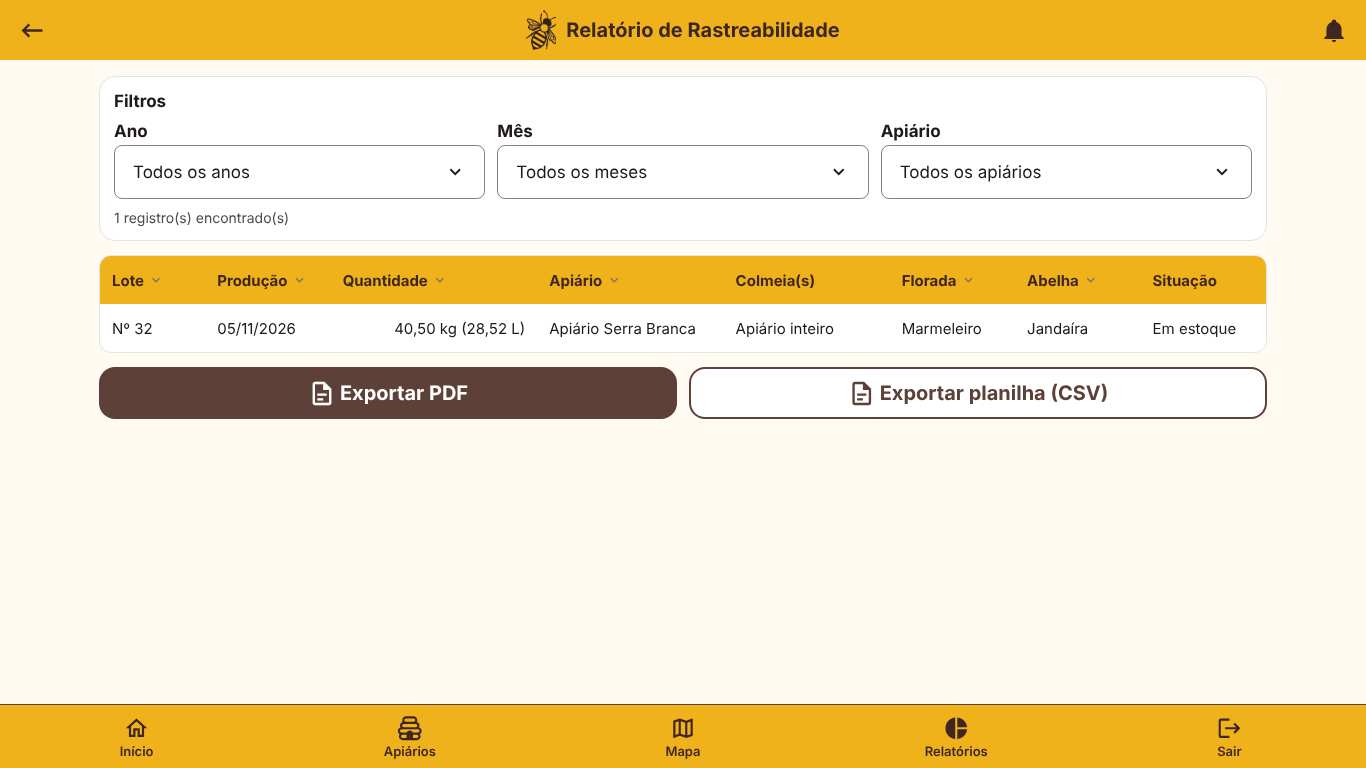 Relatório de Rastreabilidade
Filtros
Ano Mês Apiário
Todos os anos Todos os meses Todos os apiários
1 registro(s) encontrado(s)
Lote Produção Quantidade Apiário Colmeia(s) Florada Abelha Situação
Nº 32 05/11/2026 40,50 kg (28,52 L) Apiário Serra Branca Apiário inteiro Marmeleiro Jandaíra Em estoque
Exportar PDF Exportar planilha (CSV)
Início Apiários Mapa Relatórios Sair